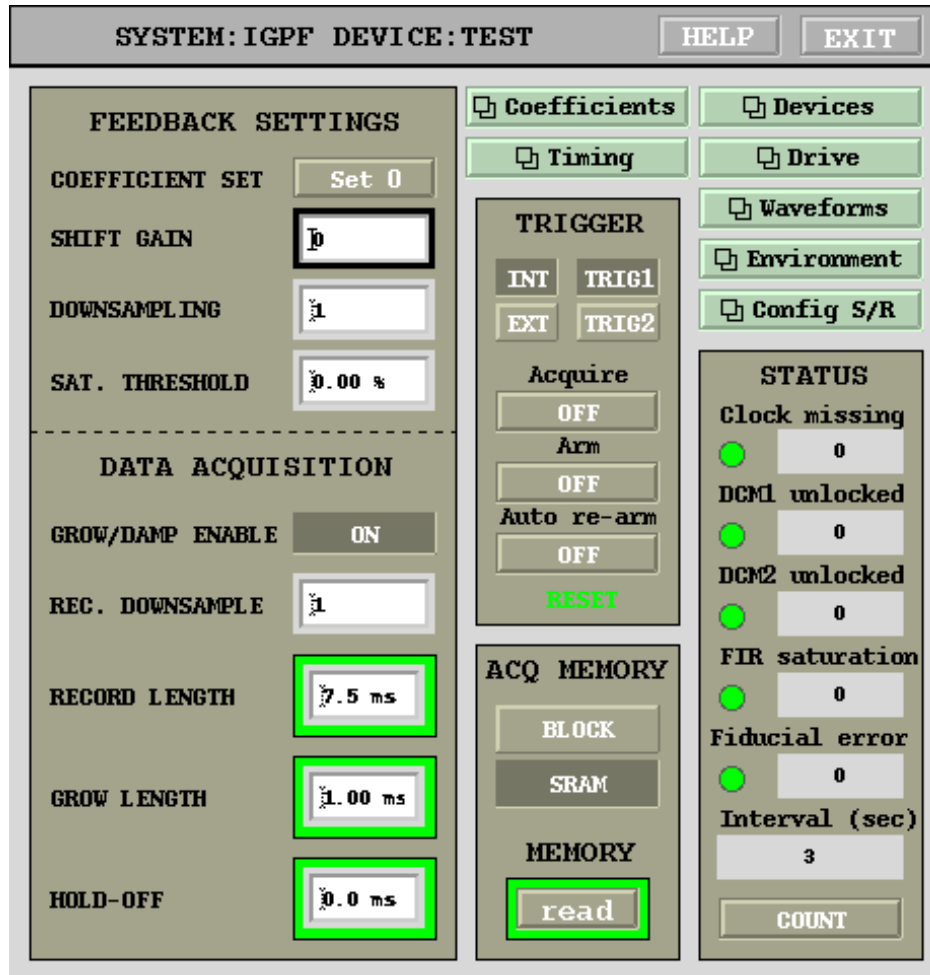 SYSTEM:IGPF DEVICE:TEST
HELP
EXIT
FEEDBACK SETTINGS
COEFFICIENT SET
Set 0
SHIFT GAIN
0
DOWNSAMPLING
1
SAT. THRESHOLD
0.00 %
DATA ACQUISITION
GROW/DAMP ENABLE
ON
REC. DOWNSAMPLE
1
RECORD LENGTH
7.5 ms
GROW LENGTH
1.00 ms
HOLD-OFF
0.0 ms
Coefficients
Timing
TRIGGER
INT
TRIG1
EXT
TRIG2
Acquire
OFF
Arm
OFF
Auto re-arm
OFF
RESET
ACQ MEMORY
BLOCK
SRAM
MEMORY
read
Devices
Drive
Waveforms
Environment
Config S/R
STATUS
Clock missing
0
DCM1 unlocked
0
DCM2 unlocked
0
FIR saturation
0
Fiducial error
0
Interval (sec)
3
COUNT